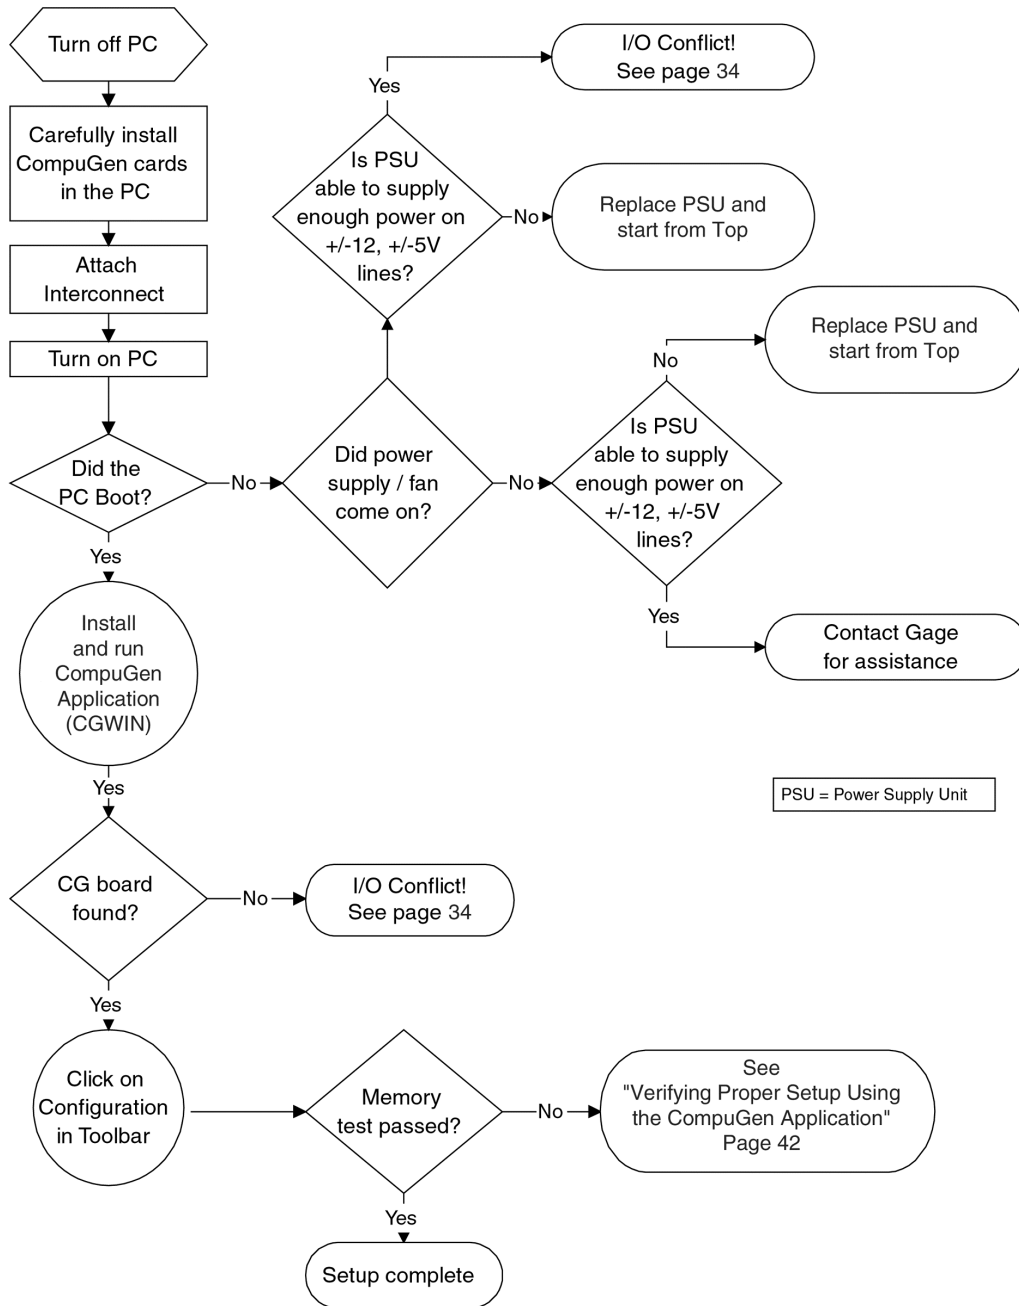 Turn off PC
Carefully install
CompuGen cards
in the PC
Attach
Interconnect
Turn on PC
Did the
PC Boot?
No
Did power
supply / fan
come on?
Is PSU
able to supply
enough power on
+/-12, +/-5V
lines?
Yes
I/O Conflict!
See page 34
No
Replace PSU and
start from Top
No
Is PSU
able to supply
enough power on
+/-12, +/-5V
lines?
No
Replace PSU and
start from Top
Yes
Contact Gage
for assistance
Yes
Install
and run
CompuGen
Application
(CGWIN)
Yes
PSU = Power Supply Unit
CG board
found?
No
I/O Conflict!
See page 34
Yes
Click on
Configuration
in Toolbar
Memory
test passed?
No
See
"Verifying Proper Setup Using
the CompuGen Application"
Page 42
Yes
Setup complete